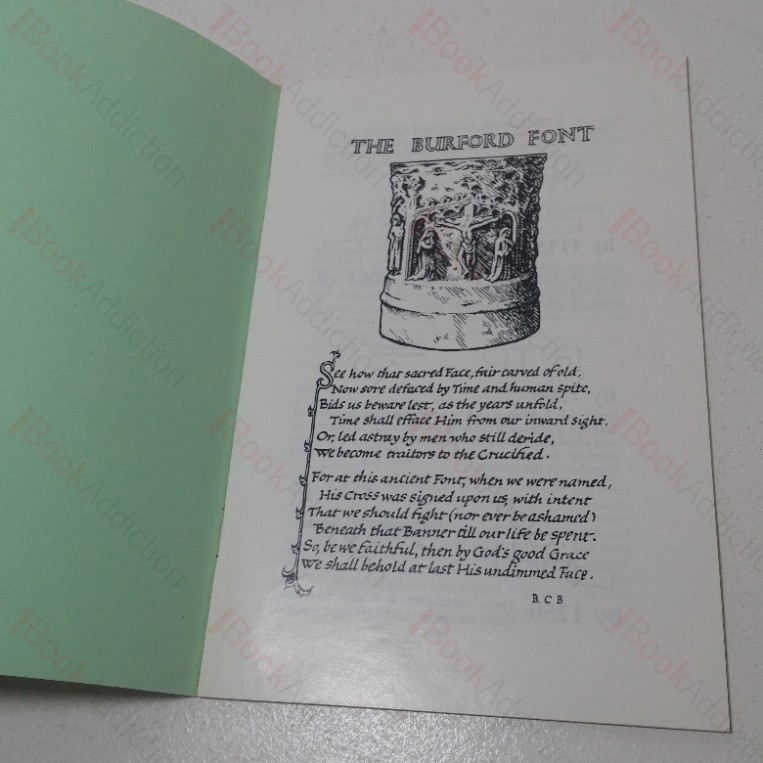 THE BURFORD FONT
See how that sacred Face, fair carved of old,
Now sore defaced by Time and human spite,
Bids us beware lest, as the years unfold,
Time shall efface Him from our inward sight,
Or, led astray by men who still deride,
We become traitors to the Crucified.
For at this ancient Font, when we were named,
His Cross was signed upon us, with intent
That we should fight (nor ever be ashamed)
Beneath that Banner till our life be spent.
So, be we faithful, then by God's good Grace
We shall behold at last His undimmed Face.
B. C B
iBookAddiction